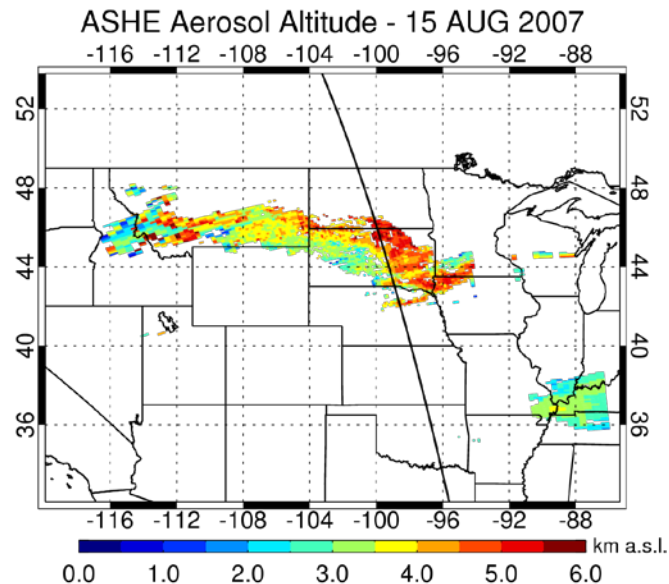 ASHE Aerosol Altitude - 15 AUG 2007
-116 -112 -108 -104 -100 -96 -92 -88
52 52
48 48
44 44
40 40
36 36
-116 -112 -108 -104 -100 -96 -92 -88
km a.s.l.
0.0 1.0 2.0 3.0 4.0 5.0 6.0